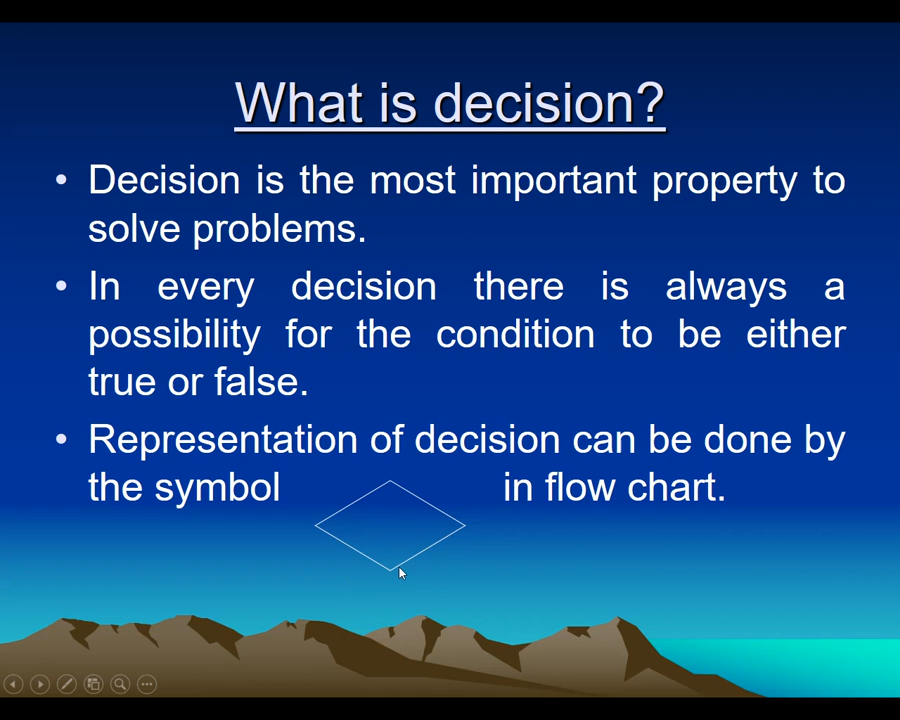 What is decision?
• Decision is the most important property to
solve problems.
• In every decision there is always a
possibility for the condition to be either
true or false.
• Representation of decision can be done by
the symbol in flow chart.